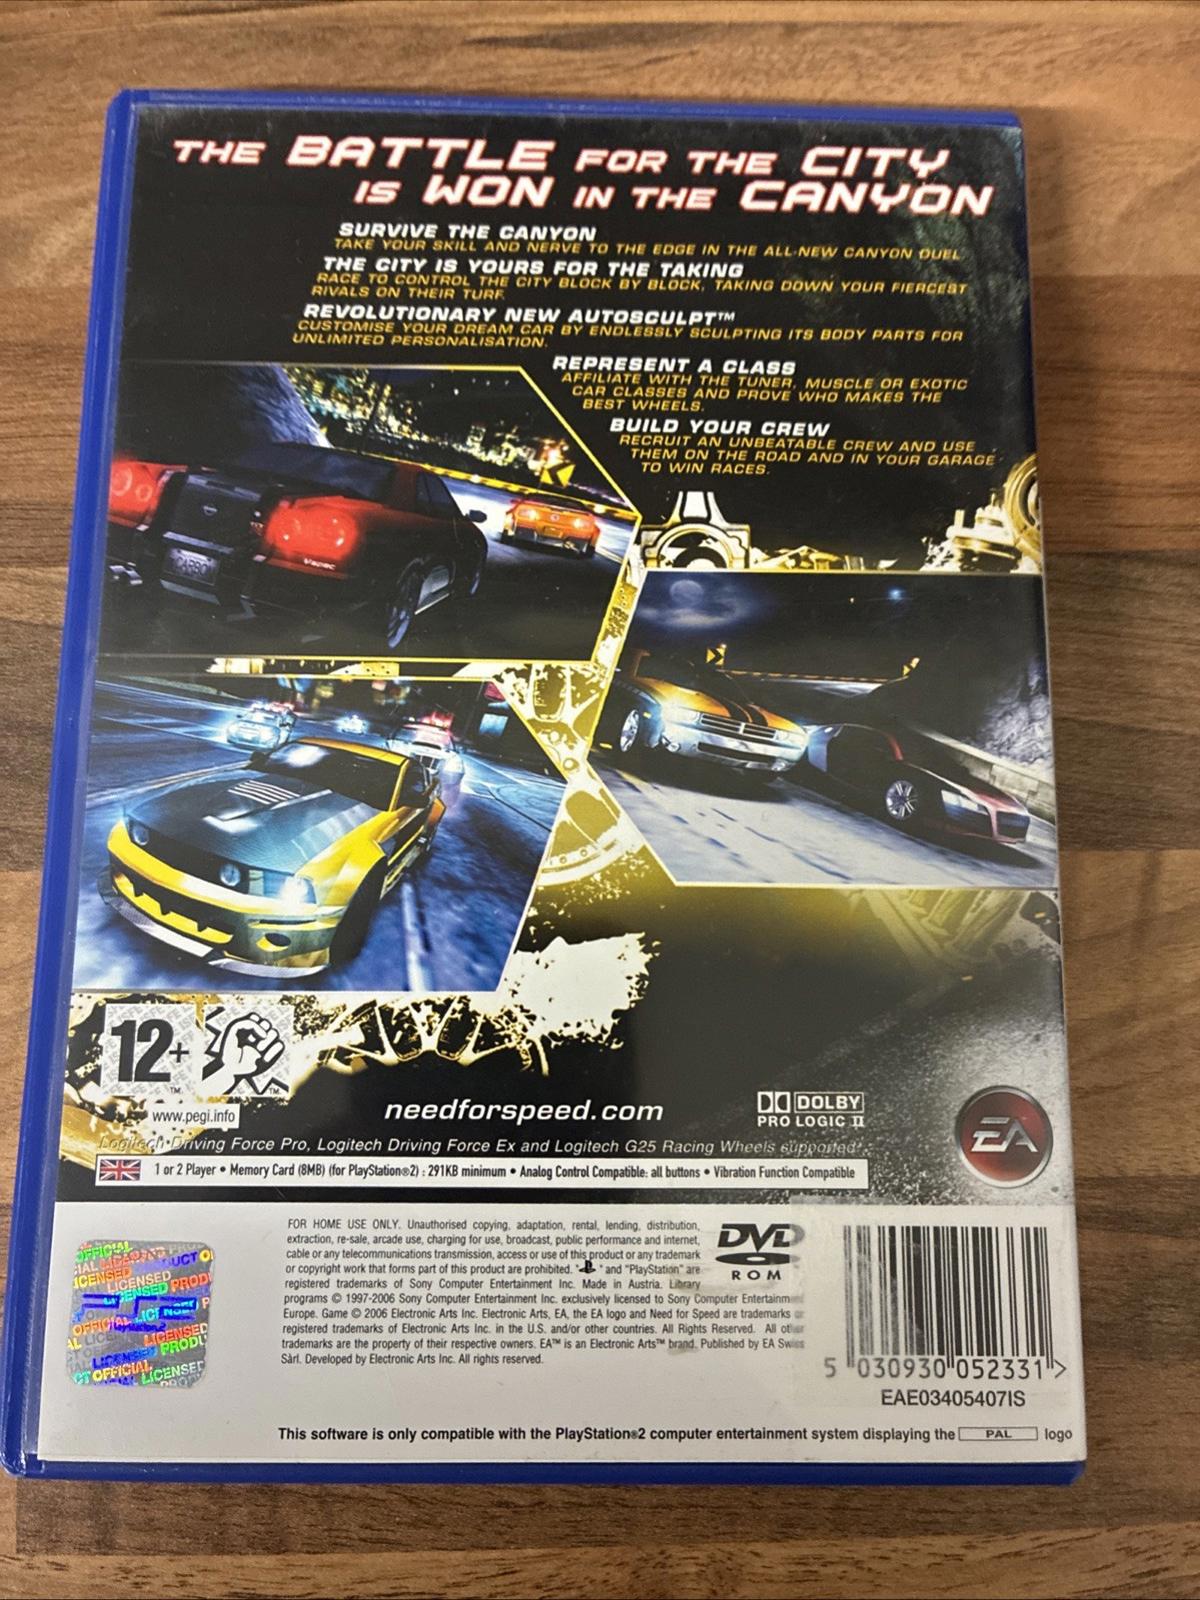 THE BATTLE FOR THE CITY
IS WON IN THE CANYON
SURVIVE THE CANYON
TAKE YOUR SKILL AND NERVE TO THE EDGE IN THE ALL-NEW CANYON DUEL.
THE CITY IS YOURS FOR THE TAKING
RACE TO CONTROL THE CITY BLOCK BY BLOCK, TAKING DOWN YOUR FIERCEST
RIVALS ON THEIR TURF.
REVOLUTIONARY NEW AUTOSCULPT™
CUSTOMISE YOUR DREAM CAR BY ENDLESSLY SCULPTING ITS BODY PARTS FOR
UNLIMITED PERSONALISATION.
REPRESENT A CLASS
AFFILIATE WITH THE TUNER, MUSCLE OR EXOTIC
CAR CLASSES AND PROVE WHO MAKES THE
BEST WHEELS.
BUILD YOUR CREW
RECRUIT AN UNBEATABLE CREW AND USE
THEM ON THE ROAD AND IN YOUR GARAGE
TO WIN RACES.
CARBON
Vspec
12+
™ ™
www.pegi.info
needforspeed.com
DOLBY
PRO LOGIC II
EA
Logitech Driving Force Pro, Logitech Driving Force Ex and Logitech G25 Racing Wheels supported.
1 or 2 Player • Memory Card (8MB) (for PlayStation®2) : 291KB minimum • Analog Control Compatible: all buttons • Vibration Function Compatible
FOR HOME USE ONLY. Unauthorised copying, adaptation, rental, lending, distribution,
extraction, re-sale, arcade use, charging for use, broadcast, public performance and internet,
cable or any telecommunications transmission, access or use of this product or any trademark
or copyright work that forms part of this product are prohibited. " " and "PlayStation" are
registered trademarks of Sony Computer Entertainment Inc. Made in Austria. Library
programs © 1997-2006 Sony Computer Entertainment Inc. exclusively licensed to Sony Computer Entertainment
Europe. Game © 2006 Electronic Arts Inc. Electronic Arts, EA, the EA logo and Need for Speed are trademarks or
registered trademarks of Electronic Arts Inc. in the U.S. and/or other countries. All Rights Reserved. All other
trademarks are the property of their respective owners. EA™ is an Electronic Arts™ brand. Published by EA Swiss
Sàrl. Developed by Electronic Arts Inc. All rights reserved.
DVD
ROM
5 030930 052331 >
EAE03405407IS
OFFICIAL
LICENSED PRODUCT
This software is only compatible with the PlayStation®2 computer entertainment system displaying the PAL logo